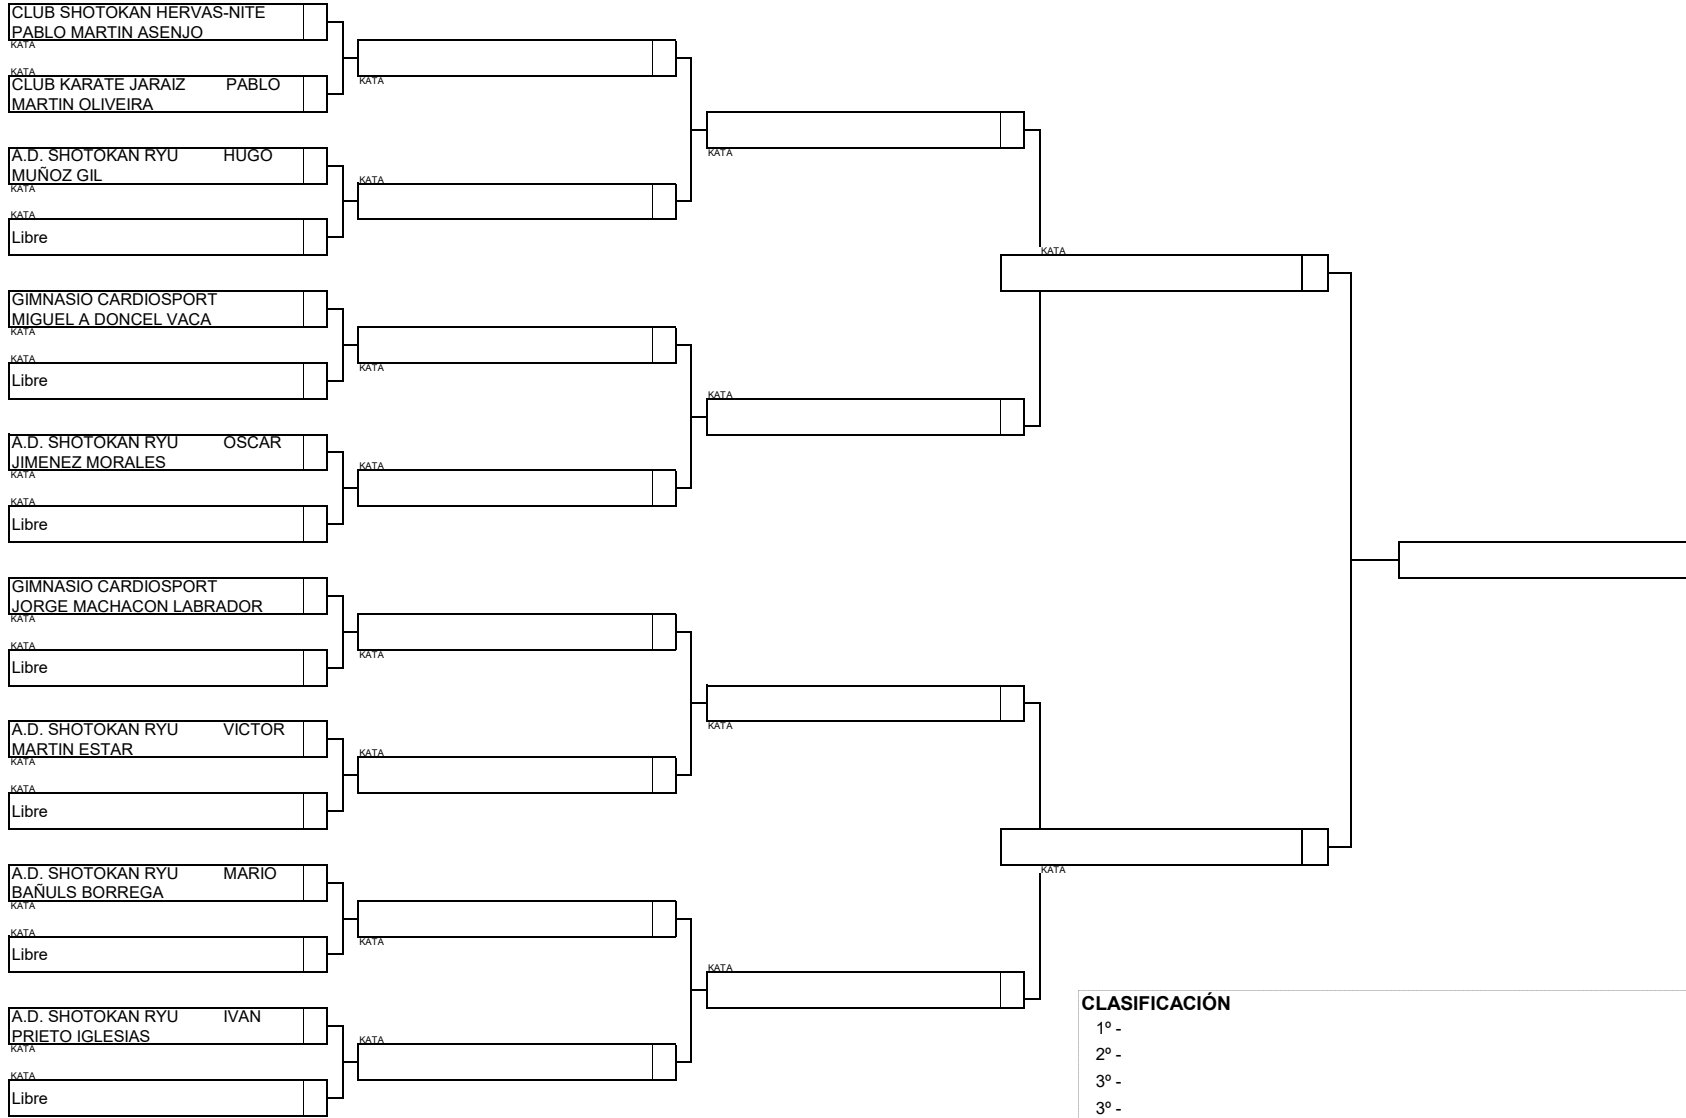 CLUB SHOTOKAN HERVAS-NITE
PABLO MARTIN ASENJO
KATA
KATA
CLUB KARATE JARAIZ PABLO
MARTIN OLIVEIRA
KATA
A.D. SHOTOKAN RYU HUGO
MUÑOZ GIL
KATA
KATA
Libre
KATA
KATA
GIMNASIO CARDIOSPORT
MIGUEL A DONCEL VACA
KATA
KATA
Libre
KATA
A.D. SHOTOKAN RYU OSCAR
JIMENEZ MORALES
KATA
KATA
Libre
KATA
KATA
KATA
GIMNASIO CARDIOSPORT
JORGE MACHACON LABRADOR
KATA
KATA
Libre
KATA
A.D. SHOTOKAN RYU VICTOR
MARTIN ESTAR
KATA
KATA
Libre
KATA
KATA
A.D. SHOTOKAN RYU MARIO
BAÑULS BORREGA
KATA
KATA
Libre
KATA
A.D. SHOTOKAN RYU IVAN
PRIETO IGLESIAS
KATA
KATA
Libre
KATA
KATA
KATA
CLASIFICACIÓN
1º -
2º -
3º -
3º -